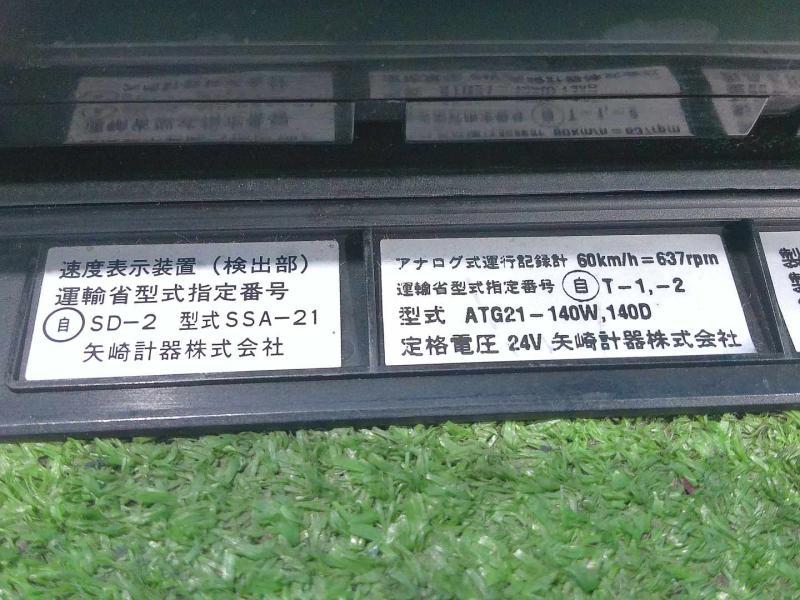 速度表示装置（検出部）
運輸省型式指定番号
自 SD-2 型式SSA-21
矢崎計器株式会社
アナログ式運行記録計 60km/h=637rpm
運輸省型式指定番号 自 T-1,-2
型式 ATG21-140W,140D
定格電圧 24V 矢崎計器株式会社
製
製